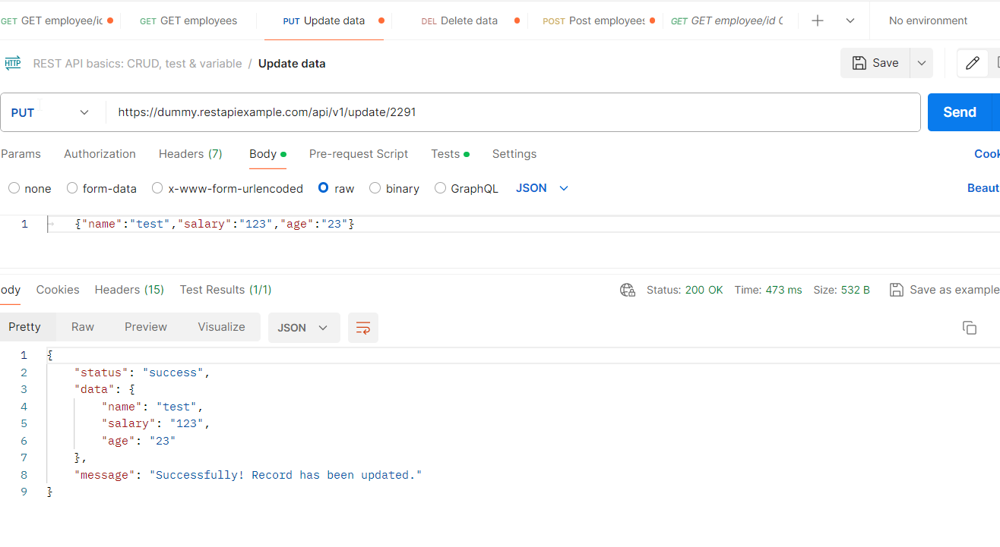 GET GET employee/ic GET GET employees PUT Update data DEL Delete data POST Post employees GET GET employee/id C No environment
HTTP REST API basics: CRUD, test & variable / Update data Save
PUT https://dummy.restapiexample.com/api/v1/update/2291 Send
Params Authorization Headers (7) Body Pre-request Script Tests Settings Cook
none form-data x-www-form-urlencoded raw binary GraphQL JSON Beaut
1 {"name":"test","salary":"123","age":"23"}
ody Cookies Headers (15) Test Results (1/1) Status: 200 OK Time: 473 ms Size: 532 B Save as example
Pretty Raw Preview Visualize JSON
1 {
2 "status": "success",
3 "data": {
4 "name": "test",
5 "salary": "123",
6 "age": "23"
7 },
8 "message": "Successfully! Record has been updated."
9 }